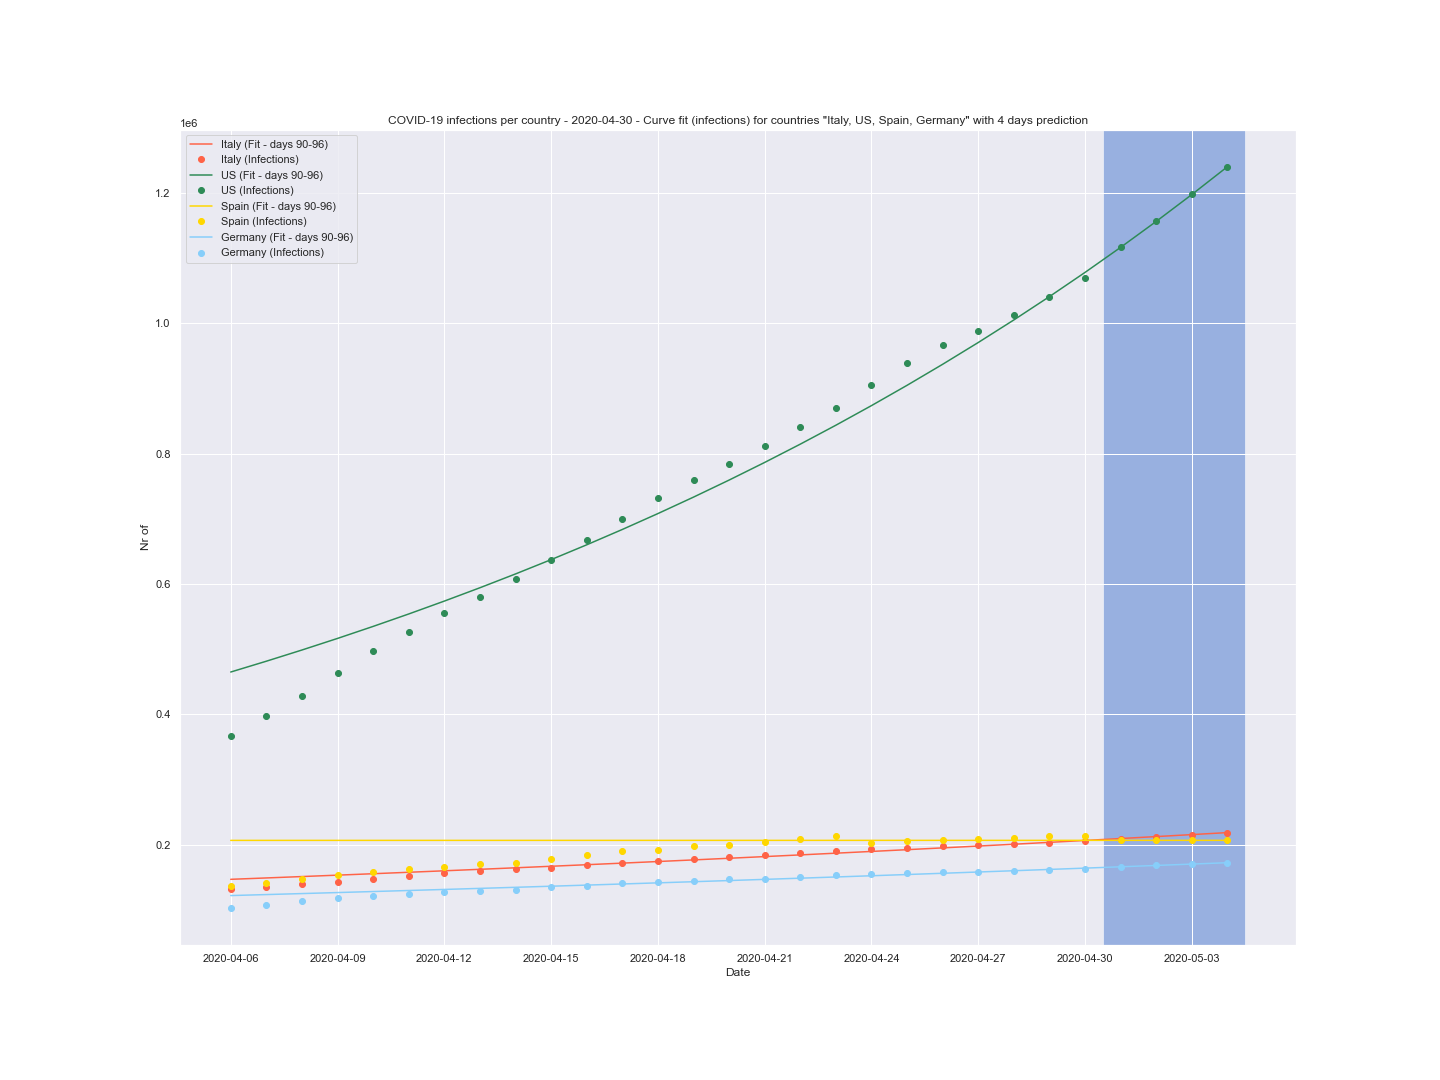 COVID-19 infections per country - 2020-04-30 - Curve fit (infections) for countries "Italy, US, Spain, Germany" with 4 days prediction
1e6
Italy (Fit - days 90-96)
Italy (Infections)
US (Fit - days 90-96)
US (Infections)
Spain (Fit - days 90-96)
Spain (Infections)
Germany (Fit - days 90-96)
Germany (Infections)
1.2
1.0
0.8
0.6
0.4
0.2
Nr of
2020-04-06 2020-04-09 2020-04-12 2020-04-15 2020-04-18 2020-04-21 2020-04-24 2020-04-27 2020-04-30 2020-05-03
Date